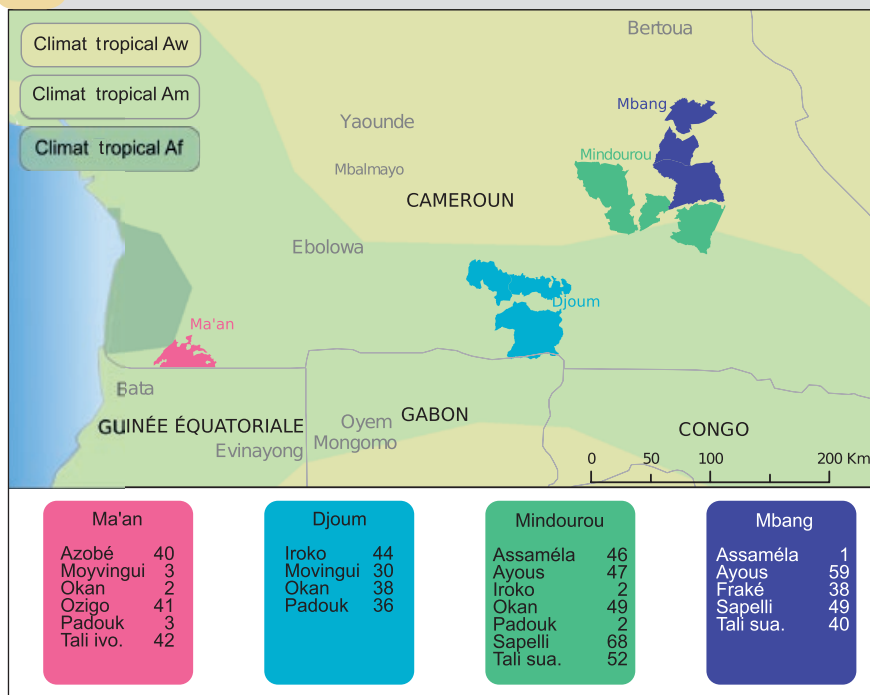 Climat tropical Aw
Climat tropical Am
Climat tropical Af
Bertoua
Mbang
Yaounde
Mindourou
Mbalmayo
CAMEROUN
Ebolowa
Djoum
Ma'an
Bata
GUINÉE ÉQUATORIALE
Evinayong
Oyem
Mongomo
GABON
CONGO
0 50 100 200 Km
Ma'an
Azobé 40
Moyvingui 3
Okan 2
Ozigo 41
Padouk 3
Tali ivo. 42
Djoum
Iroko 44
Movingui 30
Okan 38
Padouk 36
Mindourou
Assaméla 46
Ayous 47
Iroko 2
Okan 49
Padouk 2
Sapelli 68
Tali sua. 52
Mbang
Assaméla 1
Ayous 59
Fraké 38
Sapelli 49
Tali sua. 40